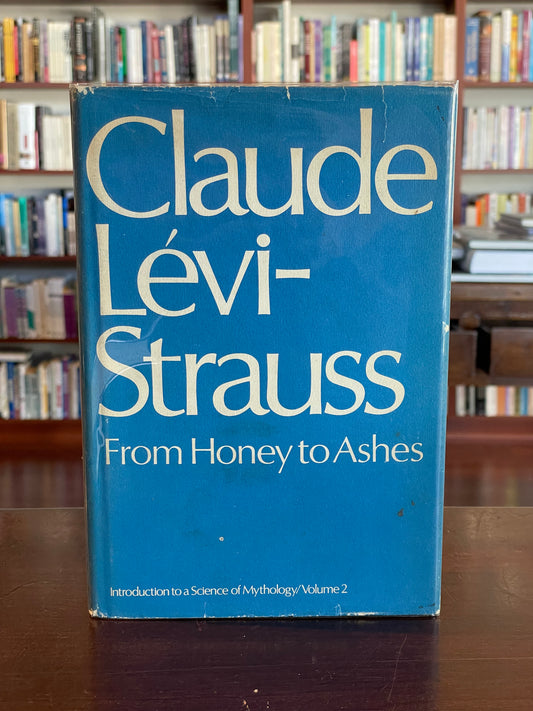 Claude
Lévi-
Strauss
From Honey to Ashes
Introduction to a Science of Mythology/Volume 2